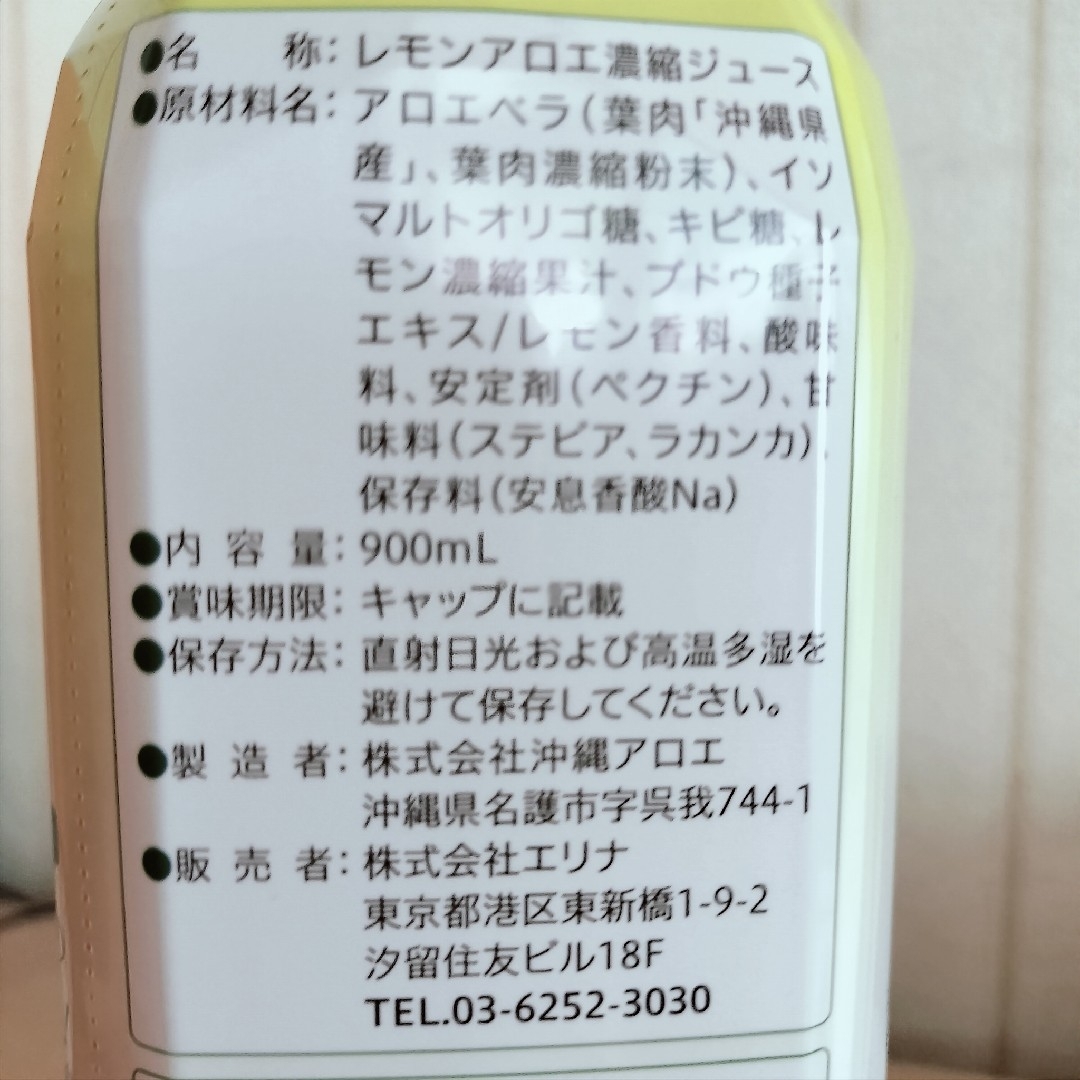 ●名称：レモンアロエ濃縮ジュース
●原材料名：アロエベラ（葉肉「沖縄県
産」、葉肉濃縮粉末）、イソ
マルトオリゴ糖、キビ糖、レ
モン濃縮果汁、ブドウ種子
エキス/レモン香料、酸味
料、安定剤（ペクチン）、甘
味料（ステビア、ラカンカ）、
保存料（安息香酸Na）
●内容量：900mL
●賞味期限：キャップに記載
●保存方法：直射日光および高温多湿を
避けて保存してください。
●製造者：株式会社沖縄アロエ
沖縄県名護市字呉我744-1
●販売者：株式会社エリナ
東京都港区東新橋1-9-2
汐留住友ビル18F
TEL.03-6252-3030